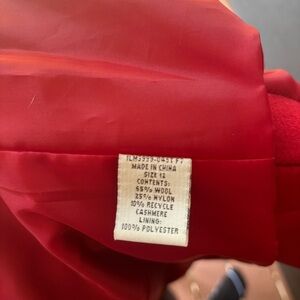 MADE IN CHINA
SIZE 12
CONTENTS:
65% WOOL
25% NYLON
10% RECYCLE
CASHMERE
LINING:
100% POLYESTER